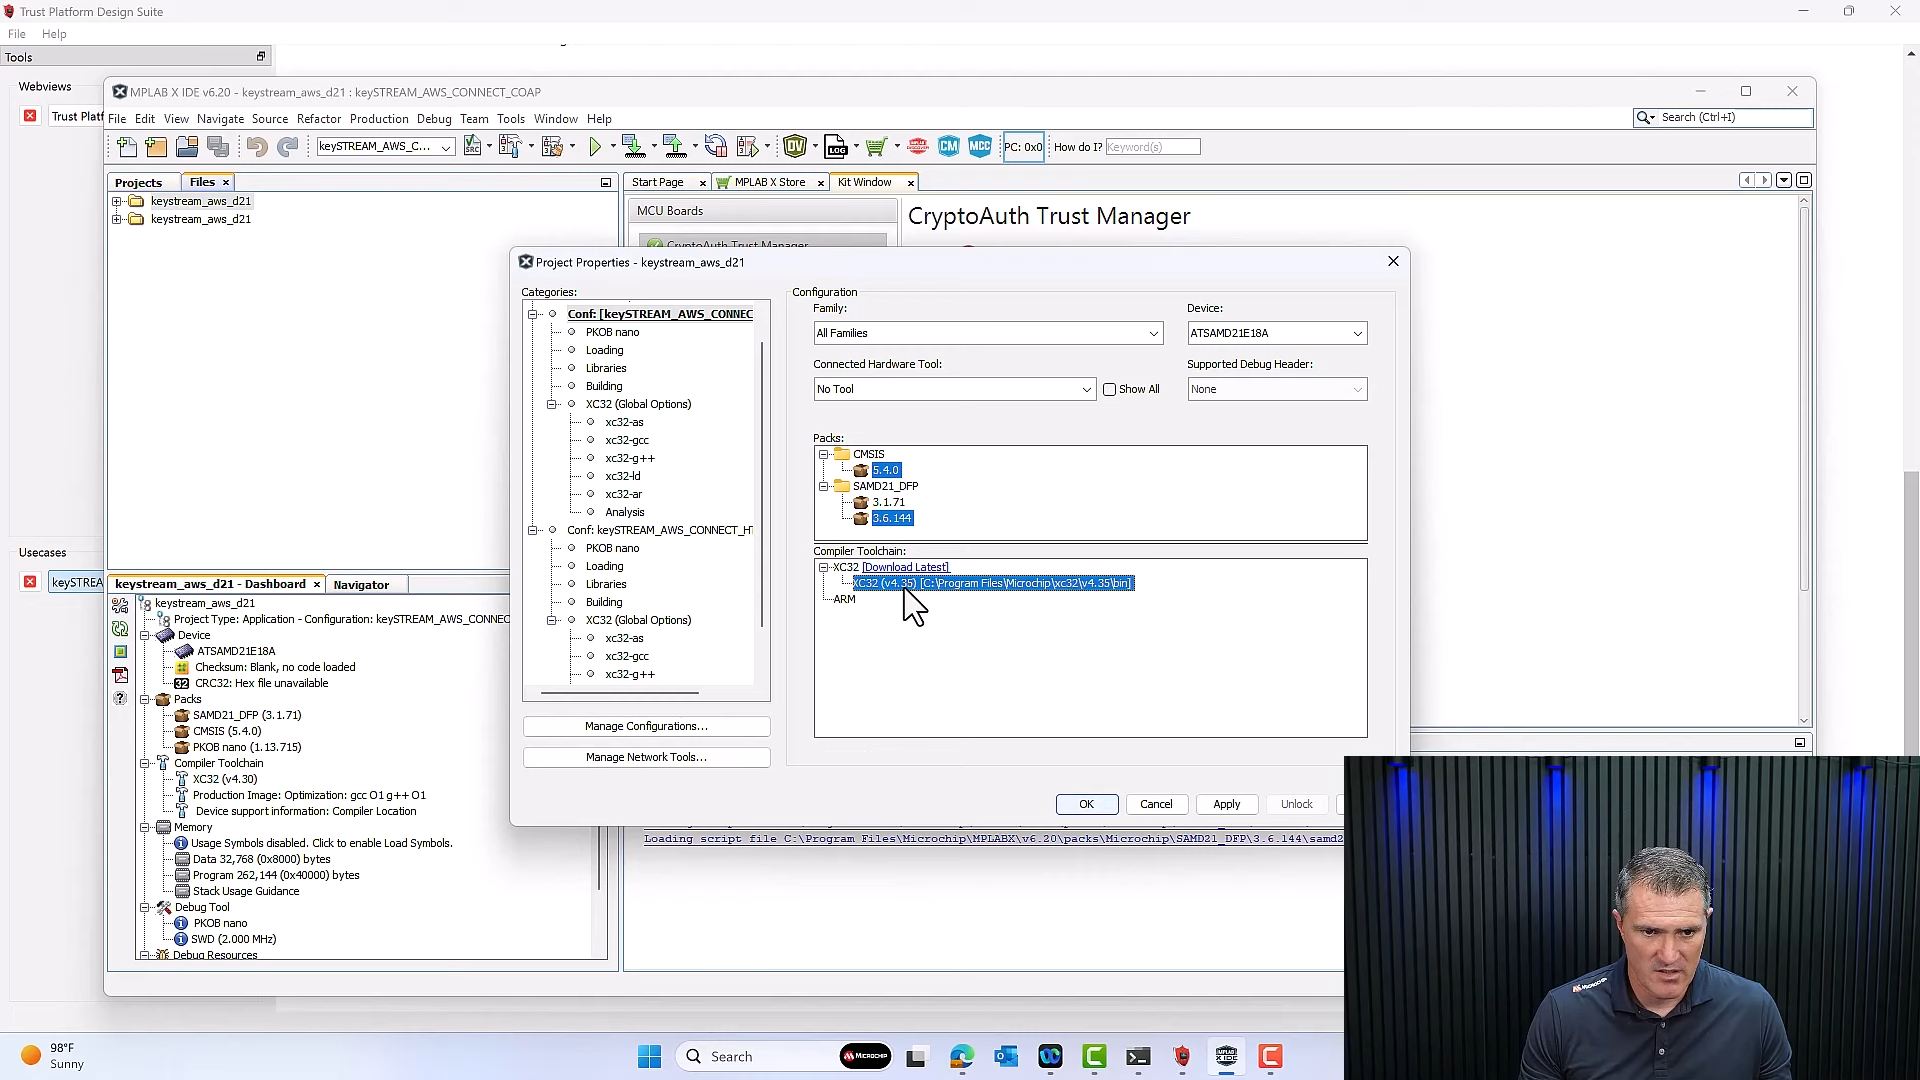 Trust Platform Design Suite
File Help
Tools
Webviews
Trust Platf
MPLAB X IDE v6.20 - keystream_aws_d21 : keySTREAM_AWS_CONNECT_COAP
File Edit View Navigate Source Refactor Production Debug Team Tools Window Help
Search (Ctrl+I)
keySTREAM_AWS_C...
PC: 0x0
How do I? Keyword(s)
Projects
Files
Start Page
MPLAB X Store
Kit Window
keystream_aws_d21
keystream_aws_d21
MCU Boards
CryptoAuth Trust Manager
CryptoAuth Trust Manager
Project Properties - keystream_aws_d21
Categories:
Conf: [keySTREAM_AWS_CONNEC
PKOB nano
Loading
Libraries
Building
XC32 (Global Options)
xc32-as
xc32-gcc
xc32-g++
xc32-ld
xc32-ar
Analysis
Conf: keySTREAM_AWS_CONNECT_HT
PKOB nano
Loading
Libraries
Building
XC32 (Global Options)
xc32-as
xc32-gcc
xc32-g++
Manage Configurations...
Manage Network Tools...
Configuration
Family:
Device:
All Families
ATSAMD21E18A
Connected Hardware Tool:
Supported Debug Header:
No Tool
Show All
None
Packs:
CMSIS
5.4.0
SAMD21_DFP
3.1.71
3.6.144
Compiler Toolchain:
XC32 [Download Latest]
XC32 (v4.35) [C:\Program Files\Microchip\xc32\v4.35\bin]
ARM
OK
Cancel
Apply
Unlock
Usecases
keySTREA
keystream_aws_d21 - Dashboard
Navigator
keystream_aws_d21
Project Type: Application - Configuration: keySTREAM_AWS_CONNEC
Device
ATSAMD21E18A
Checksum: Blank, no code loaded
32 CRC32: Hex file unavailable
Packs
SAMD21_DFP (3.1.71)
CMSIS (5.4.0)
PKOB nano (1.13.715)
Compiler Toolchain
XC32 (v4.30)
Production Image: Optimization: gcc O1 g++ O1
Device support information: Compiler Location
Memory
Usage Symbols disabled. Click to enable Load Symbols.
Data 32,768 (0x8000) bytes
Program 262,144 (0x40000) bytes
Stack Usage Guidance
Debug Tool
PKOB nano
SWD (2.000 MHz)
Debug Resources
Loading script file C:\Program Files\Microchip\MPLABX\v6.20\packs\Microchip\SAMD21_DFP\3.6.144\samd2
MICROCHIP
98°F
Sunny
Search
MICROCHIP